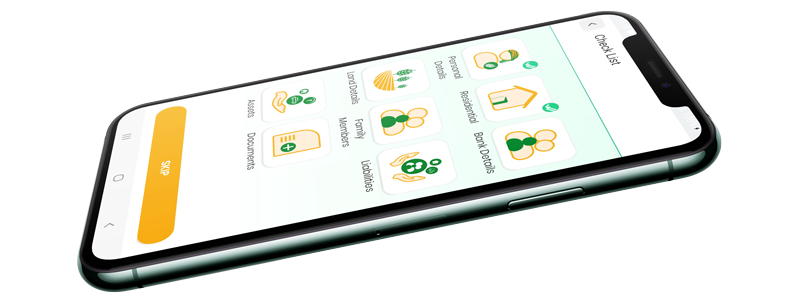 Check List
Personal
Details
Residential
Bank Details
Land Details
Family
Members
Liabilities
Assets
Documents
SKIP